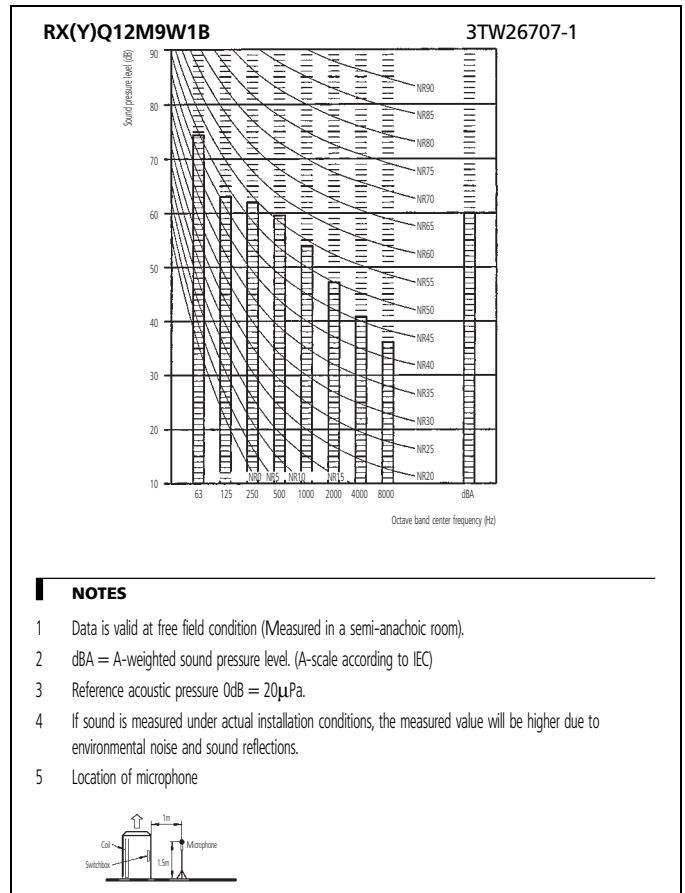 RX(Y)Q12M9W1B 3TW26707-1
Sound pressure level (dB)
90
80
70
60
50
40
30
20
10
NR90
NR85
NR80
NR75
NR70
NR65
NR60
NR55
NR50
NR45
NR40
NR35
NR30
NR25
NR20
NR0 NR5 NR10 NR15
63 125 250 500 1000 2000 4000 8000 dBA
Octave band center frequency (Hz)
NOTES
1 Data is valid at free field condition (Measured in a semi-anachoic room).
2 dBA = A-weighted sound pressure level. (A-scale according to IEC)
3 Reference acoustic pressure 0dB = 20μPa.
4 If sound is measured under actual installation conditions, the measured value will be higher due to
environmental noise and sound reflections.
5 Location of microphone
1m
Coil
Microphone
Switchbox
1.5m